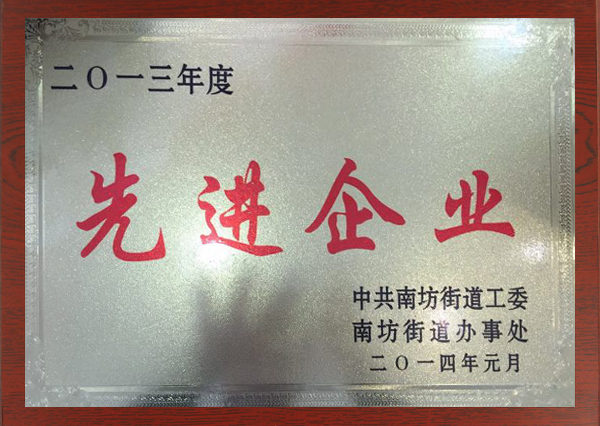 二〇一三年度
先进企业
中共南坊街道工委
南坊街道办事处
二〇一四年元月